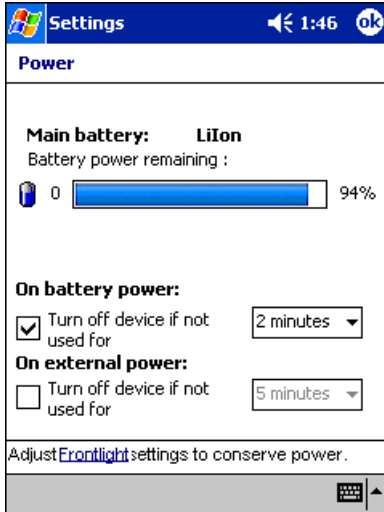 Settings 1:46 ok
Power
Main battery: LiIon
Battery power remaining :
0 94%
On battery power:
Turn off device if not used for 2 minutes
On external power:
Turn off device if not used for 5 minutes
Adjust Frontlight settings to conserve power.